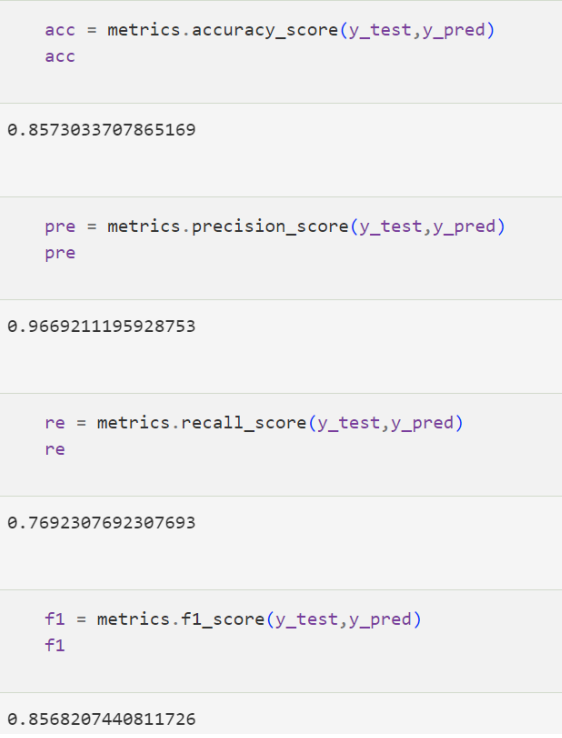 acc = metrics.accuracy_score(y_test,y_pred)
acc
0.8573033707865169
pre = metrics.precision_score(y_test,y_pred)
pre
0.9669211195928753
re = metrics.recall_score(y_test,y_pred)
re
0.7692307692307693
f1 = metrics.f1_score(y_test,y_pred)
f1
0.8568207440811726